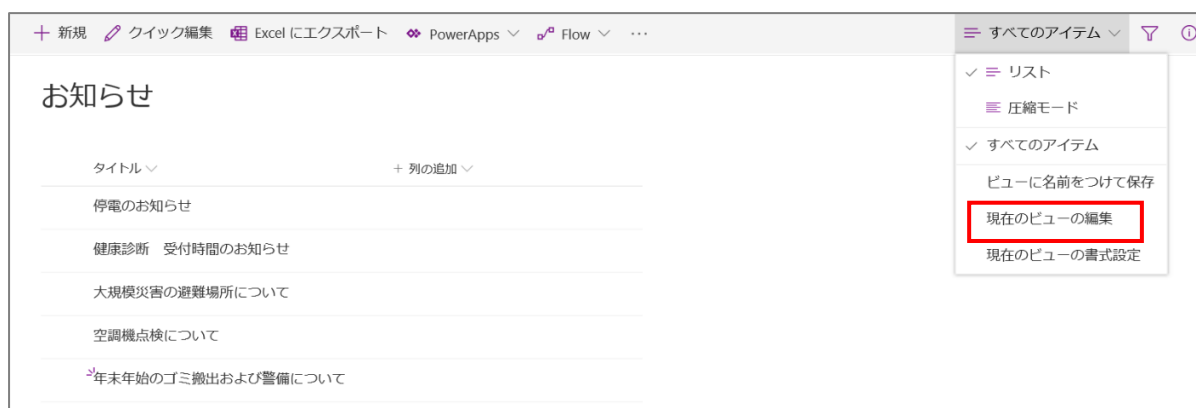 新規 クイック編集 Excel にエクスポート PowerApps Flow ... すべてのアイテム
リスト
圧縮モード
すべてのアイテム
ビューに名前をつけて保存
現在のビューの編集
現在のビューの書式設定
お知らせ
タイトル + 列の追加
停電のお知らせ
健康診断　受付時間のお知らせ
大規模災害の避難場所について
空調機点検について
年末年始のゴミ搬出および警備について